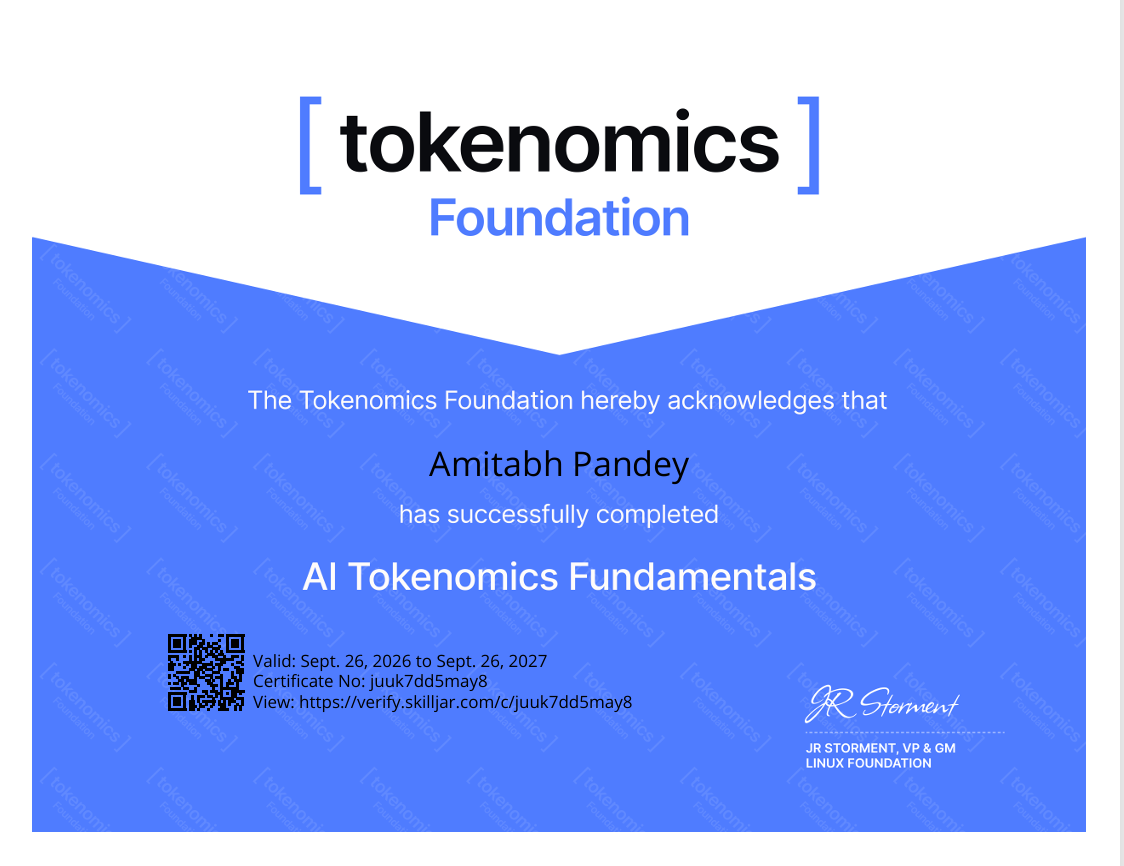 [ tokenomics ]
Foundation
The Tokenomics Foundation hereby acknowledges that
Amitabh Pandey
has successfully completed
AI Tokenomics Fundamentals
Valid: Sept. 26, 2026 to Sept. 26, 2027
Certificate No: juuk7dd5may8
View: https://verify.skilljar.com/c/juuk7dd5may8
JR Storment
JR STORMENT, VP & GM
LINUX FOUNDATION